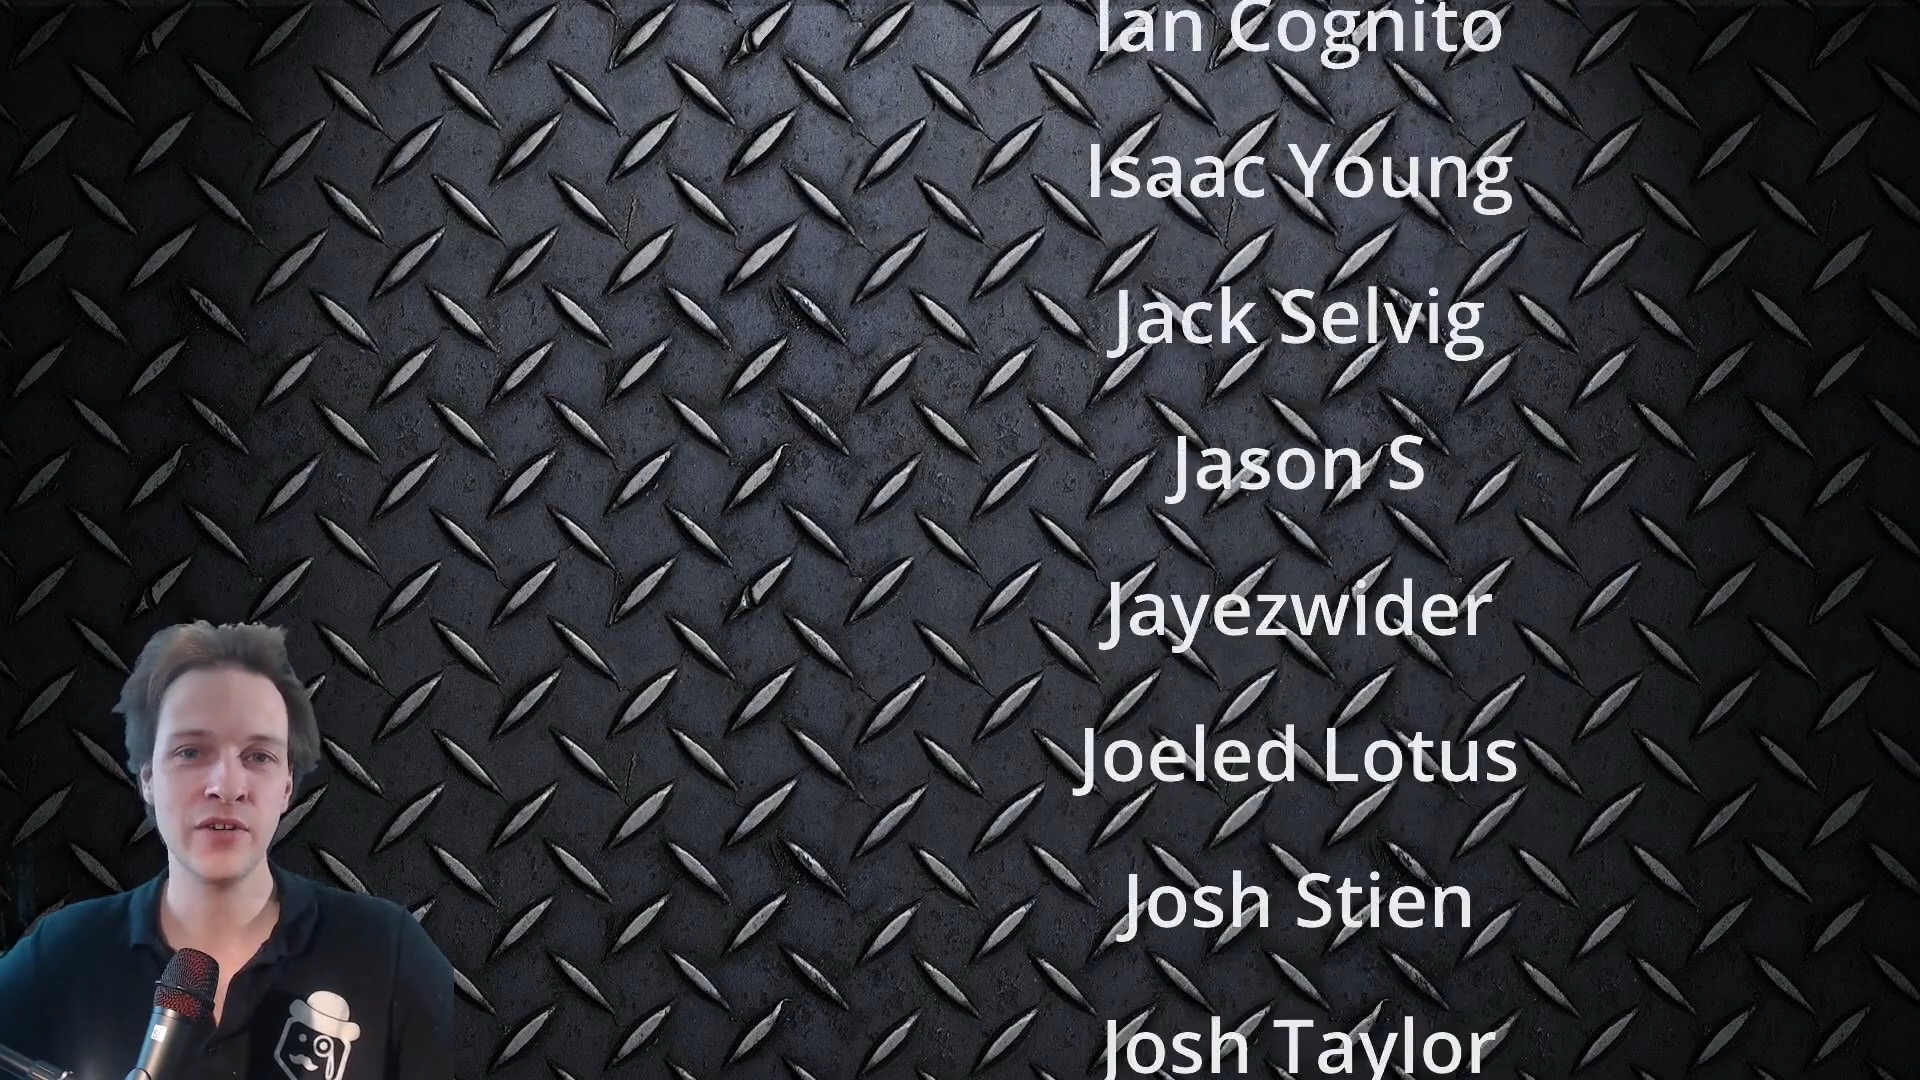 Ian Cognito
Isaac Young
Jack Selvig
Jason S
Jayezwider
Joeled Lotus
Josh Stien
Josh Taylor